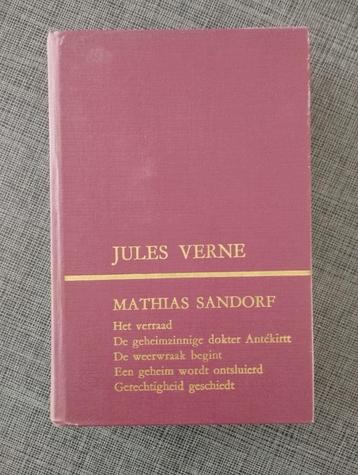 JULES VERNE
MATHIAS SANDORF
Het verraad
De geheimzinnige dokter Antékirtt
De weerwraak begint
Een geheim wordt ontsluierd
Gerechtigheid geschiedt